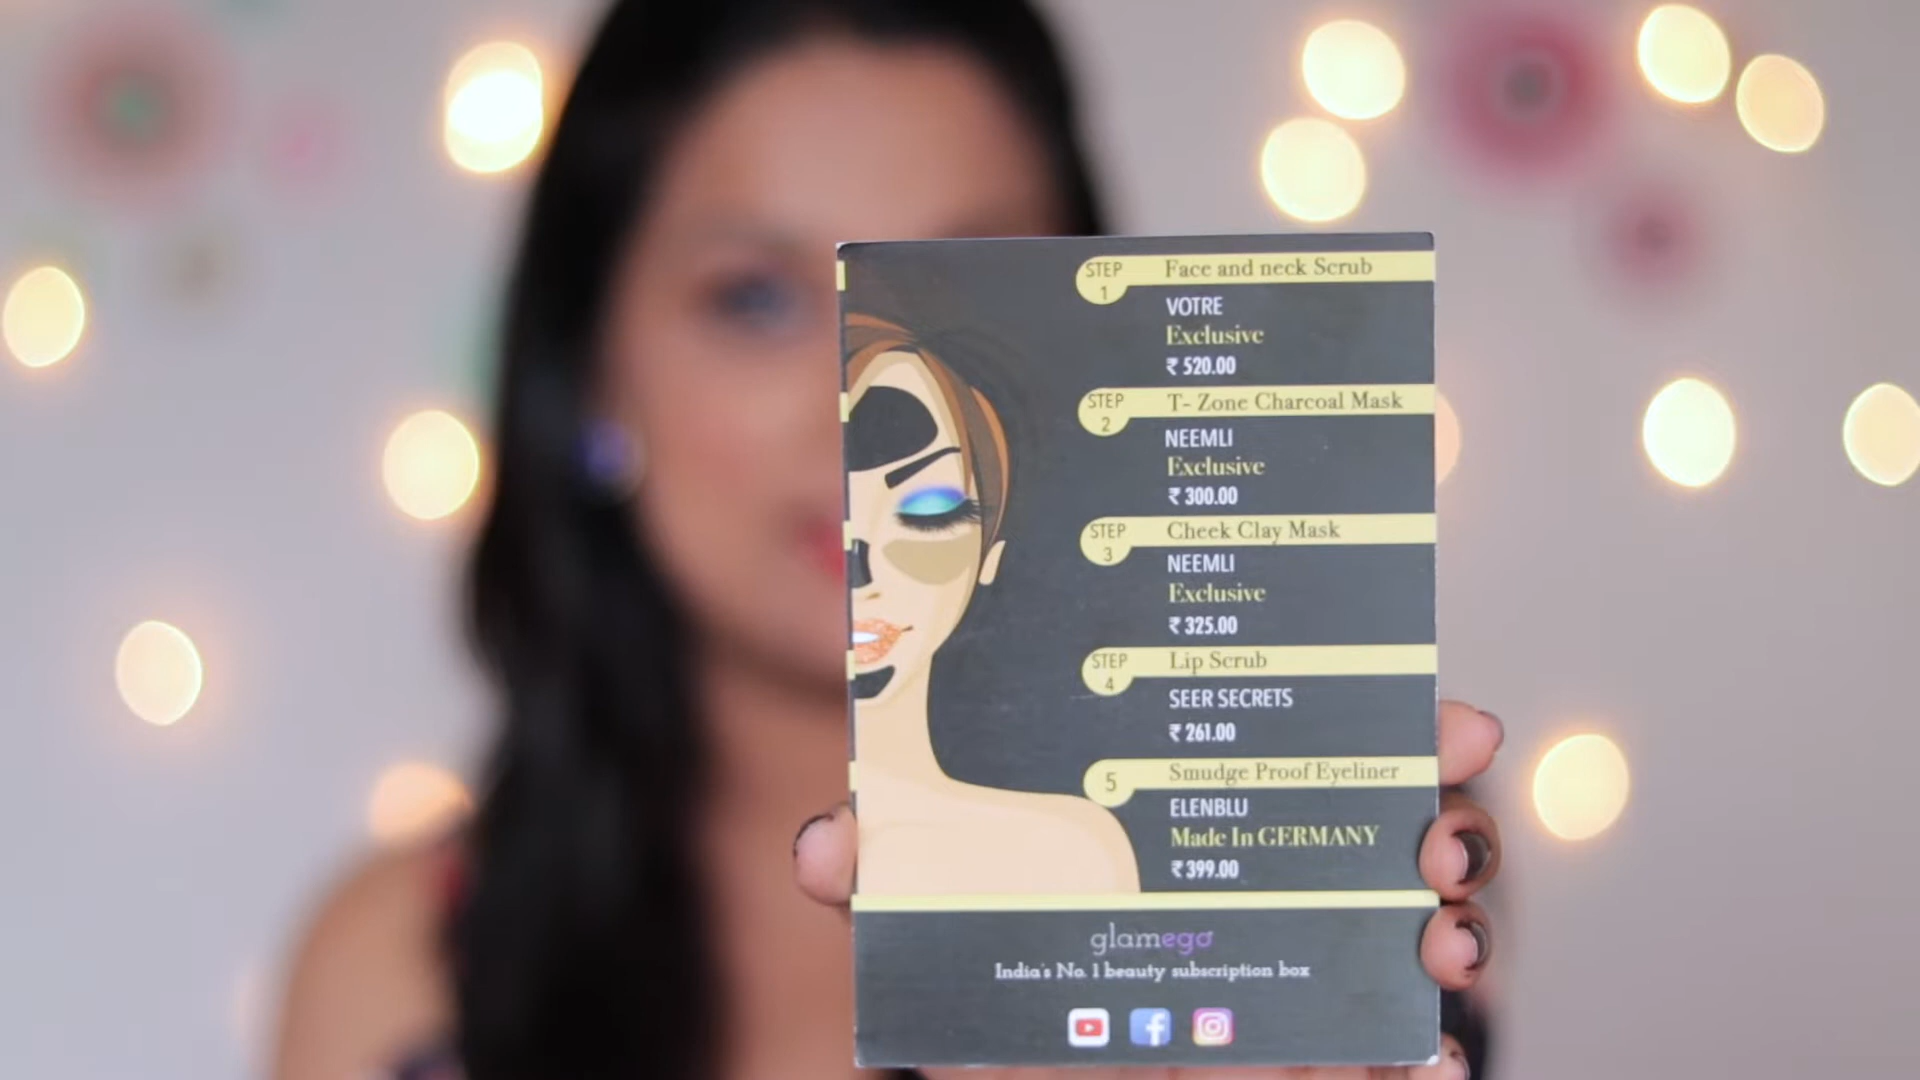 STEP 1
Face and neck Scrub
VOTRE
Exclusive
₹ 520.00
STEP 2
T- Zone Charcoal Mask
NEEMLI
Exclusive
₹ 300.00
STEP 3
Cheek Clay Mask
NEEMLI
Exclusive
₹ 325.00
STEP 4
Lip Scrub
SEER SECRETS
₹ 261.00
5
Smudge Proof Eyeliner
ELENBLU
Made In GERMANY
₹ 399.00
glamego
India's No. 1 beauty subscription box